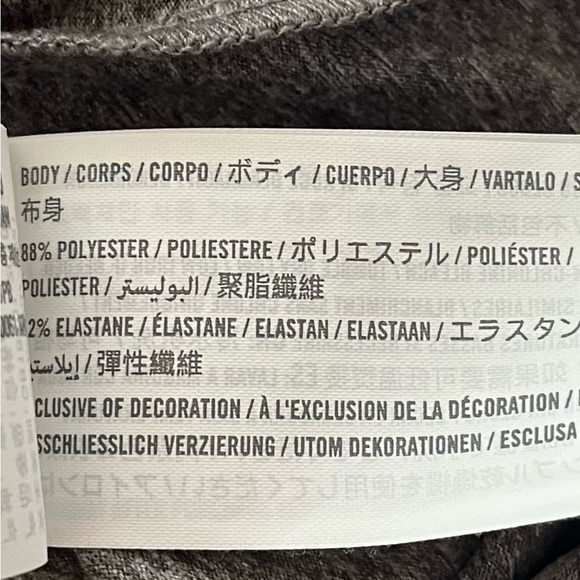 BODY / CORPS / CORPO / ボディ / CUERPO / 大身 / VARTALO / S
布身
88% POLYESTER / POLIESTERE / ポリエステル / POLIÉSTER /
POLIESTER / البوليستر / 聚脂纖維
2% ELASTANE / ÉLASTANE / ELASTAN / ELASTAAN / エラスタン
إيلاستي / 彈性纖維
CLUSIVE OF DECORATION / À L'EXCLUSION DE LA DÉCORATION /
SSCHLIESSLICH VERZIERUNG / UTOM DEKORATIONEN / ESCLUSA